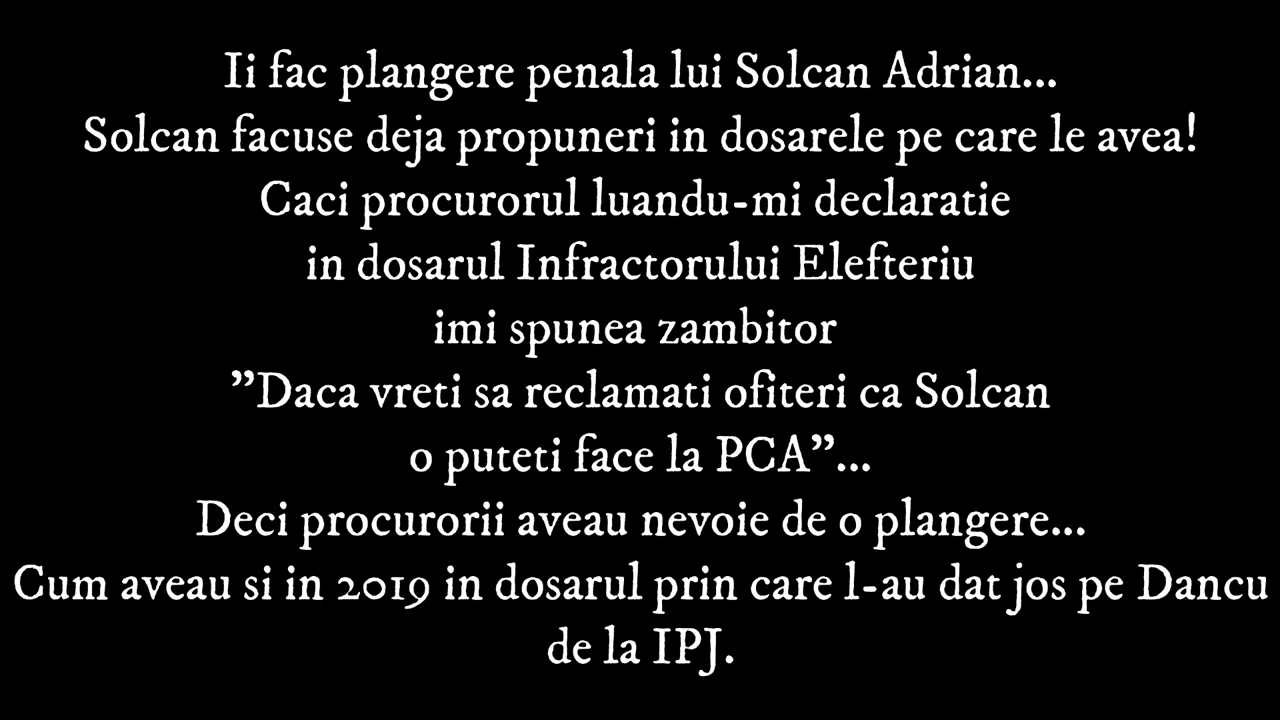 Ii fac plangere penala lui Solcan Adrian...
Solcan facuse deja propuneri in dosarele pe care le avea!
Caci procurorul luandu-mi declaratie
in dosarul Infractorului Elefteriu
imi spunea zambitor
”Daca vreti sa reclamati ofiteri ca Solcan
o puteti face la PCA”...
Deci procurorii aveau nevoie de o plangere...
Cum aveau si in 2019 in dosarul prin care l-au dat jos pe Dancu
de la IPJ.